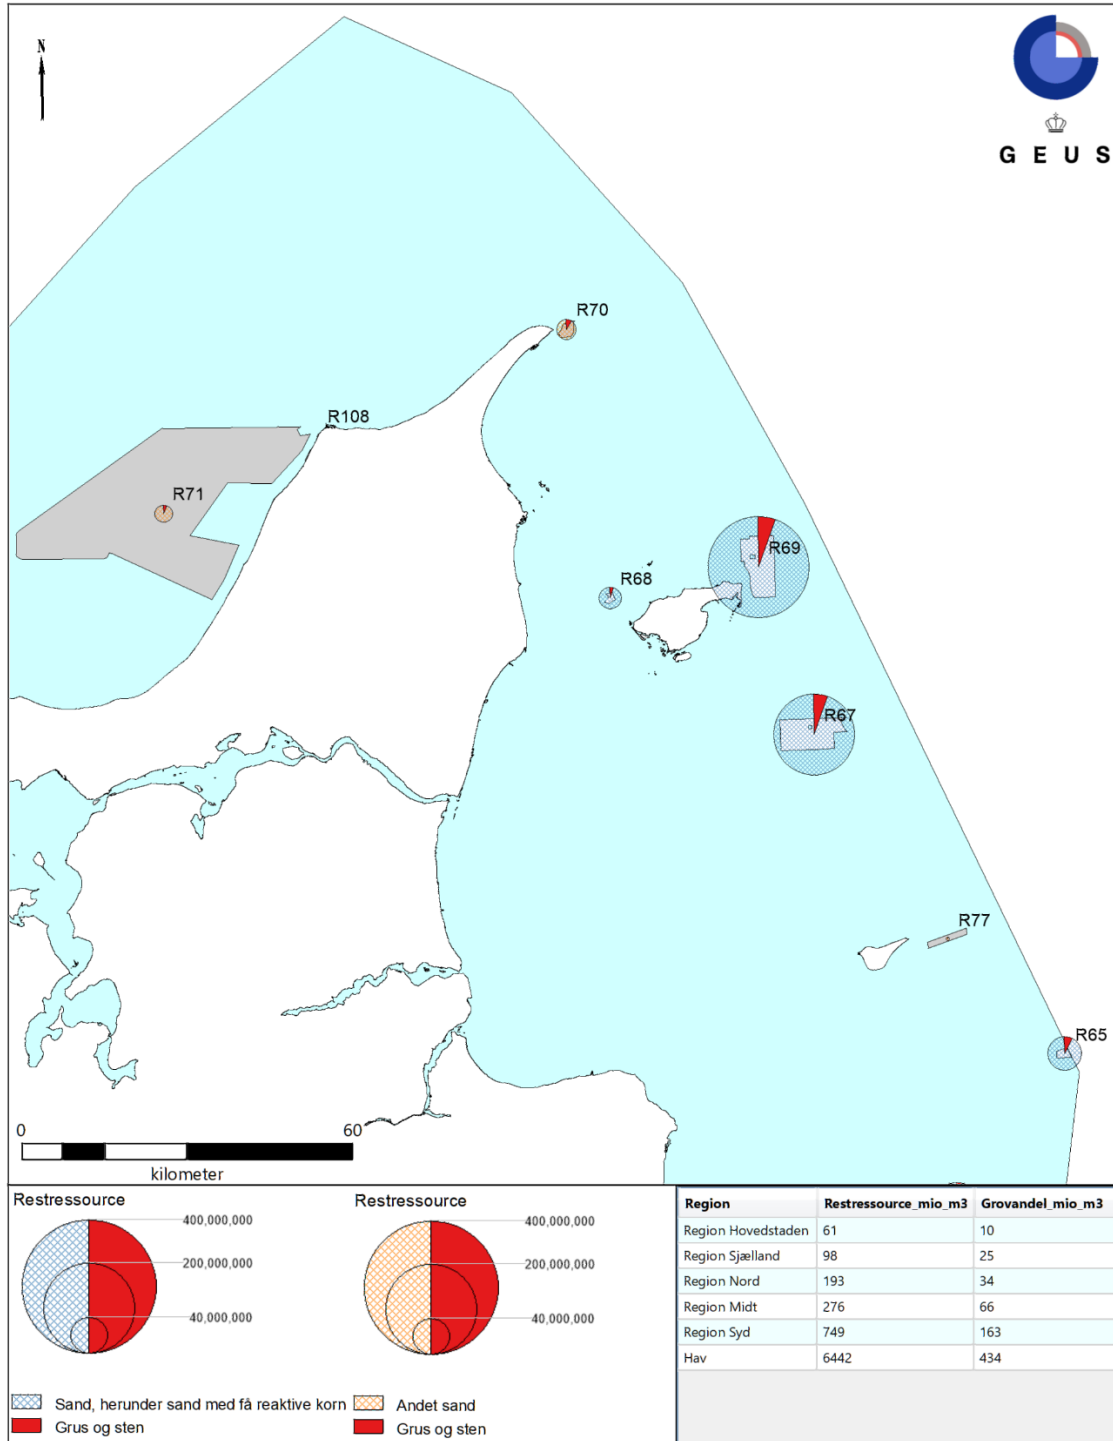 N
G E U S
R70
R108
R71
R69
R68
R67
R77
R65
0 60
kilometer
Restressource
400,000,000
200,000,000
40,000,000
Sand, herunder sand med få reaktive korn
Grus og sten
Restressource
400,000,000
200,000,000
40,000,000
Andet sand
Grus og sten
Region Restressource_mio_m3 Grovandel_mio_m3
Region Hovedstaden 61 10
Region Sjælland 98 25
Region Nord 193 34
Region Midt 276 66
Region Syd 749 163
Hav 6442 434